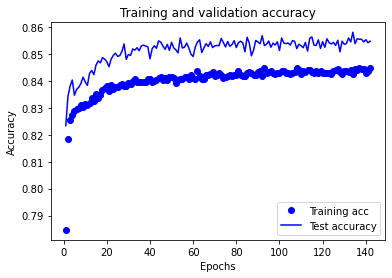 Training and validation accuracy
Accuracy
0.86
0.85
0.84
0.83
0.82
0.81
0.80
0.79
Training acc
Test accuracy
0 20 40 60 80 100 120 140
Epochs